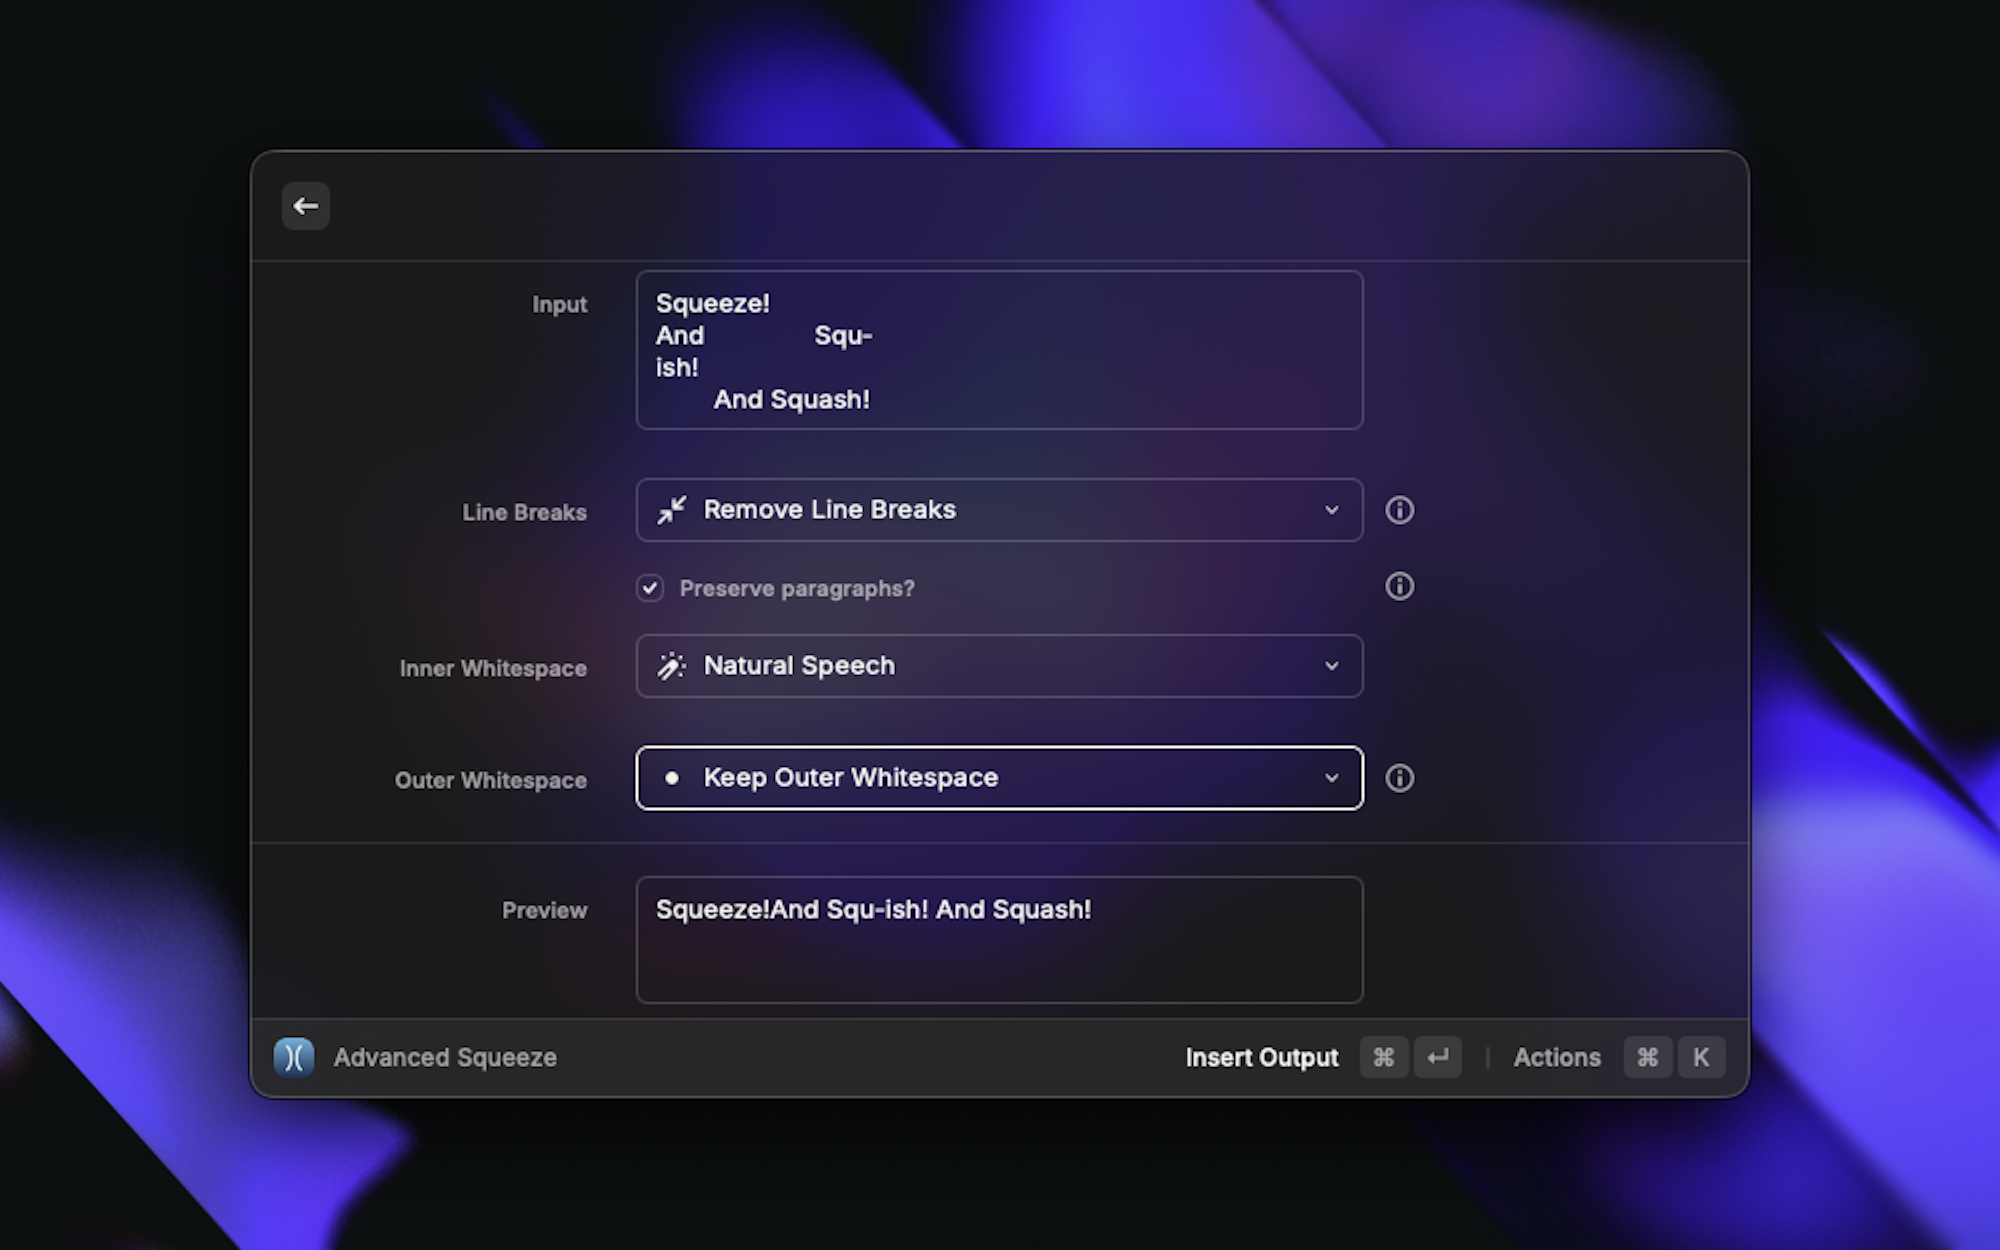 Input
Squeeze!
And Squ-
ish!
And Squash!
Line Breaks
Remove Line Breaks
Preserve paragraphs?
Inner Whitespace
Natural Speech
Outer Whitespace
Keep Outer Whitespace
Preview
Squeeze!And Squ-ish! And Squash!
Advanced Squeeze
Insert Output ⌘ ↵ | Actions ⌘ K